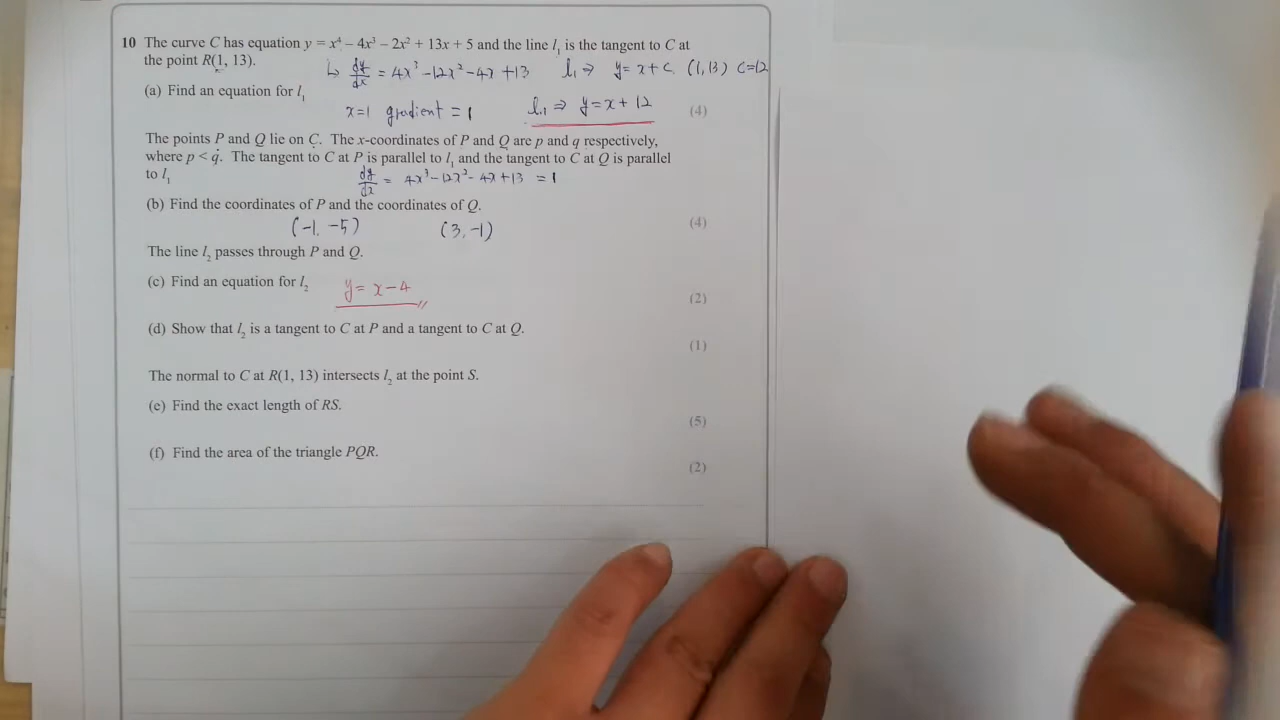 10 The curve C has equation y = x⁴ – 4x³ – 2x² + 13x + 5 and the line l₁ is the tangent to C at
the point R(1, 13).
↳ dy/dx = 4x³ -12x² -4x +13 l₁ ⇒ y = x + c (1, 13) c=12
(a) Find an equation for l₁
x=1 gradient = 1 l₁ ⇒ y = x + 12 (4)
The points P and Q lie on C. The x-coordinates of P and Q are p and q respectively,
where p < q. The tangent to C at P is parallel to l₁ and the tangent to C at Q is parallel
to l₁
dy/dx = 4x³ -12x² - 4x +13 = 1
(b) Find the coordinates of P and the coordinates of Q.
(-1, -5) (3, -1) (4)
The line l₂ passes through P and Q.
(c) Find an equation for l₂
y = x - 4 (2)
(d) Show that l₂ is a tangent to C at P and a tangent to C at Q.
(1)
The normal to C at R(1, 13) intersects l₂ at the point S.
(e) Find the exact length of RS.
(5)
(f) Find the area of the triangle PQR.
(2)